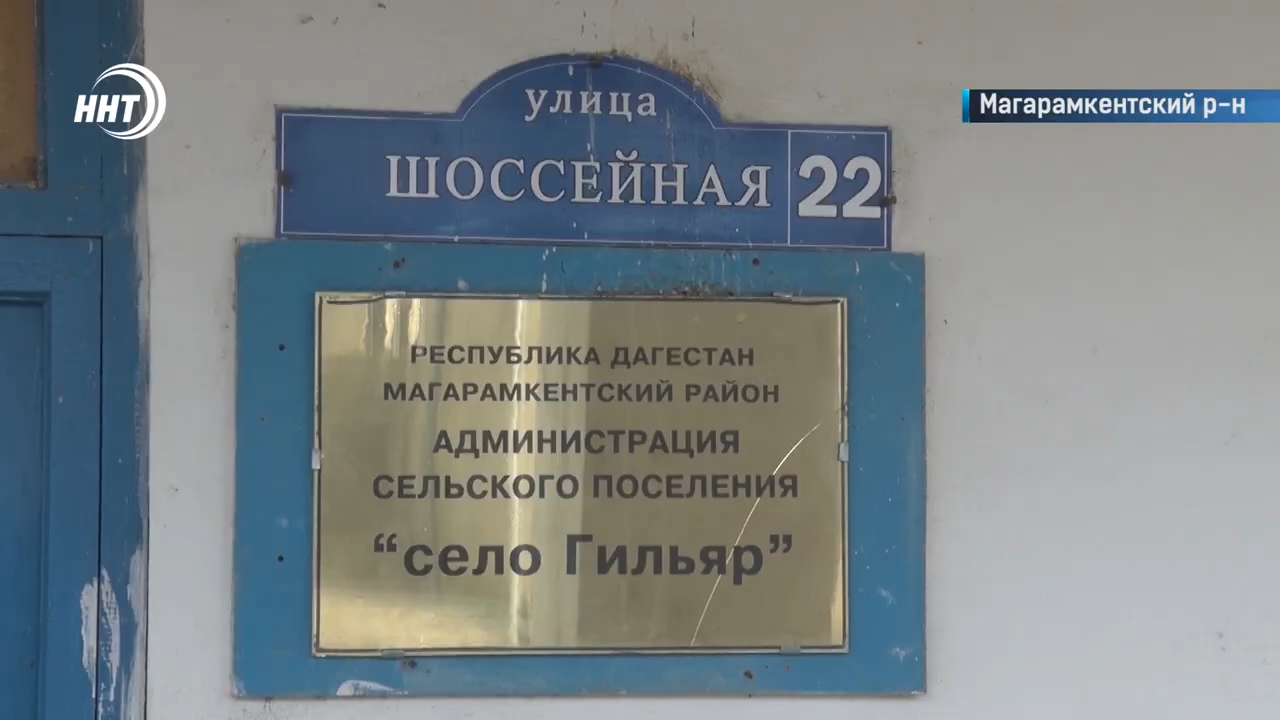 ННТ
Магарамкентский р-н
улица
ШОССЕЙНАЯ 22
РЕСПУБЛИКА ДАГЕСТАН
МАГАРАМКЕНТСКИЙ РАЙОН
АДМИНИСТРАЦИЯ
СЕЛЬСКОГО ПОСЕЛЕНИЯ
“село Гильяр”